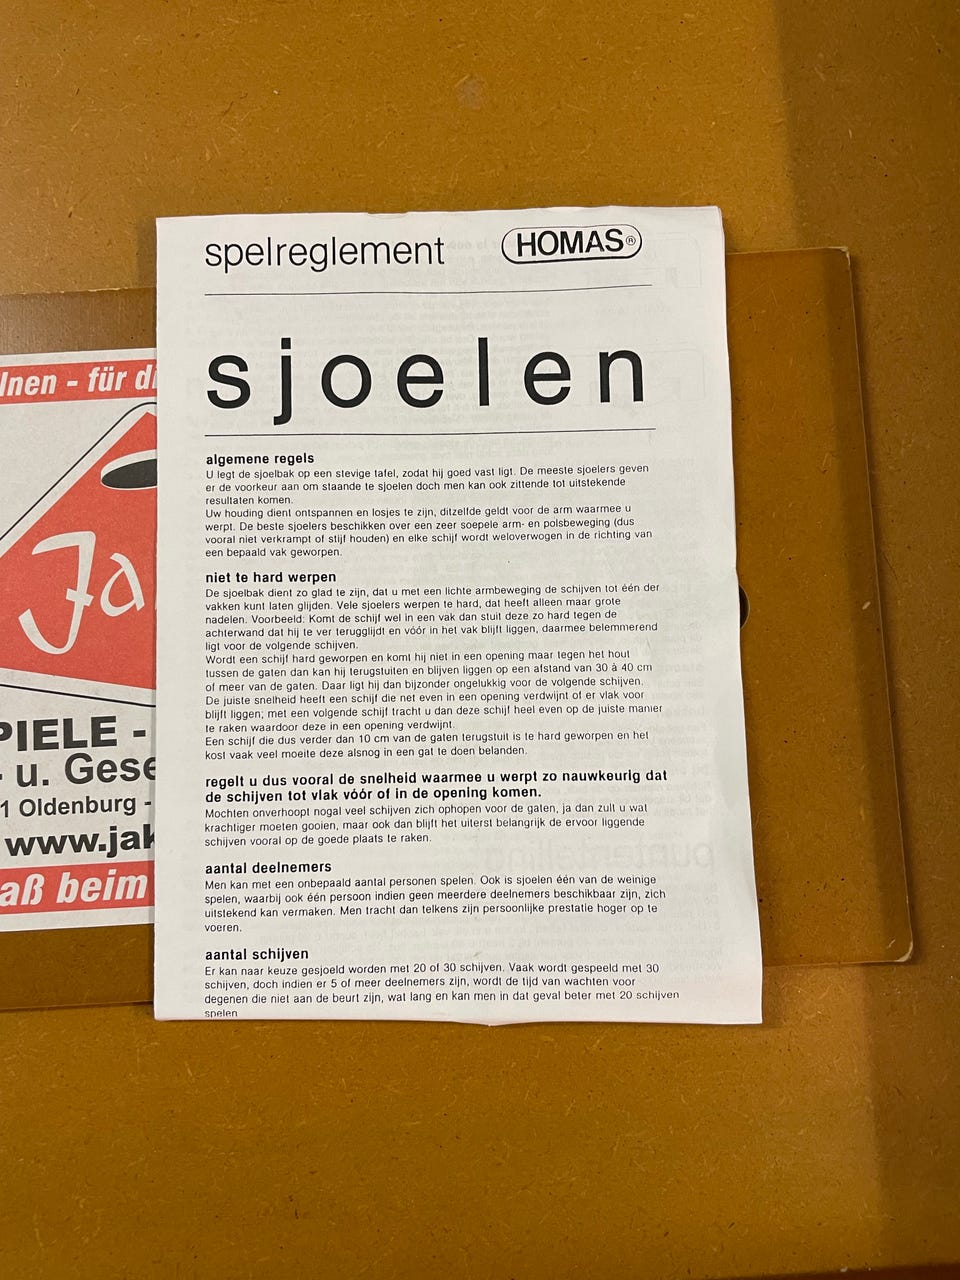 spelreglement
HOMAS®
sjoelen
algemene regels
U legt de sjoelbak op een stevige tafel, zodat hij goed vast ligt. De meeste sjoelers geven
er de voorkeur aan om staande te sjoelen doch men kan ook zittende tot uitstekende
resultaten komen.
Uw houding dient ontspannen en losjes te zijn, ditzelfde geldt voor de arm waarmee u
werpt. De beste sjoelers beschikken over een zeer soepele arm- en polsbeweging (dus
vooral niet verkrampt of stijf houden) en elke schijf wordt weloverwogen in de richting van
een bepaald vak geworpen.
niet te hard werpen
De sjoelbak dient zo glad te zijn, dat u met een lichte armbeweging de schijven tot één der
vakken kunt laten glijden. Vele sjoelers werpen te hard, dat heeft alleen maar grote
nadelen. Voorbeeld: Komt de schijf wel in een vak dan stuit deze zo hard tegen de
achterwand dat hij te ver terugglijdt en vóór in het vak blijft liggen, daarmee belemmerend
ligt voor de volgende schijven.
Wordt een schijf hard geworpen en komt hij niet in een opening maar tegen het hout
tussen de gaten dan kan hij terugstuiten en blijven liggen op een afstand van 30 à 40 cm
of meer van de gaten. Daar ligt hij dan bijzonder ongelukkig voor de volgende schijven.
De juiste snelheid heeft een schijf die net even in een opening verdwijnt of er vlak voor
blijft liggen; met een volgende schijf tracht u dan deze schijf heel even op de juiste manier
te raken waardoor deze in een opening verdwijnt.
Een schijf die dus verder dan 10 cm van de gaten terugstuit is te hard geworpen en het
kost vaak veel moeite deze alsnog in een gat te doen belanden.
regelt u dus vooral de snelheid waarmee u werpt zo nauwkeurig dat
de schijven tot vlak vóór of in de opening komen.
Mochten onverhoopt nogal veel schijven zich ophopen voor de gaten, ja dan zult u wat
krachtiger moeten gooien, maar ook dan blijft het uiterst belangrijk de ervoor liggende
schijven vooral op de goede plaats te raken.
aantal deelnemers
Men kan met een onbepaald aantal personen spelen. Ook is sjoelen één van de weinige
spelen, waarbij ook één persoon indien geen meerdere deelnemers beschikbaar zijn, zich
uitstekend kan vermaken. Men tracht dan telkens zijn persoonlijke prestatie hoger op te
voeren.
aantal schijven
Er kan naar keuze gesjoeld worden met 20 of 30 schijven. Vaak wordt gespeeld met 30
schijven, doch indien er 5 of meer deelnemers zijn, wordt de tijd van wachten voor
degenen die niet aan de beurt zijn, wat lang en kan men in dat geval beter met 20 schijven
spelen
lnen - für di
Ja
PIELE -
- u. Gese
1 Oldenburg -
www.jak
aß beim